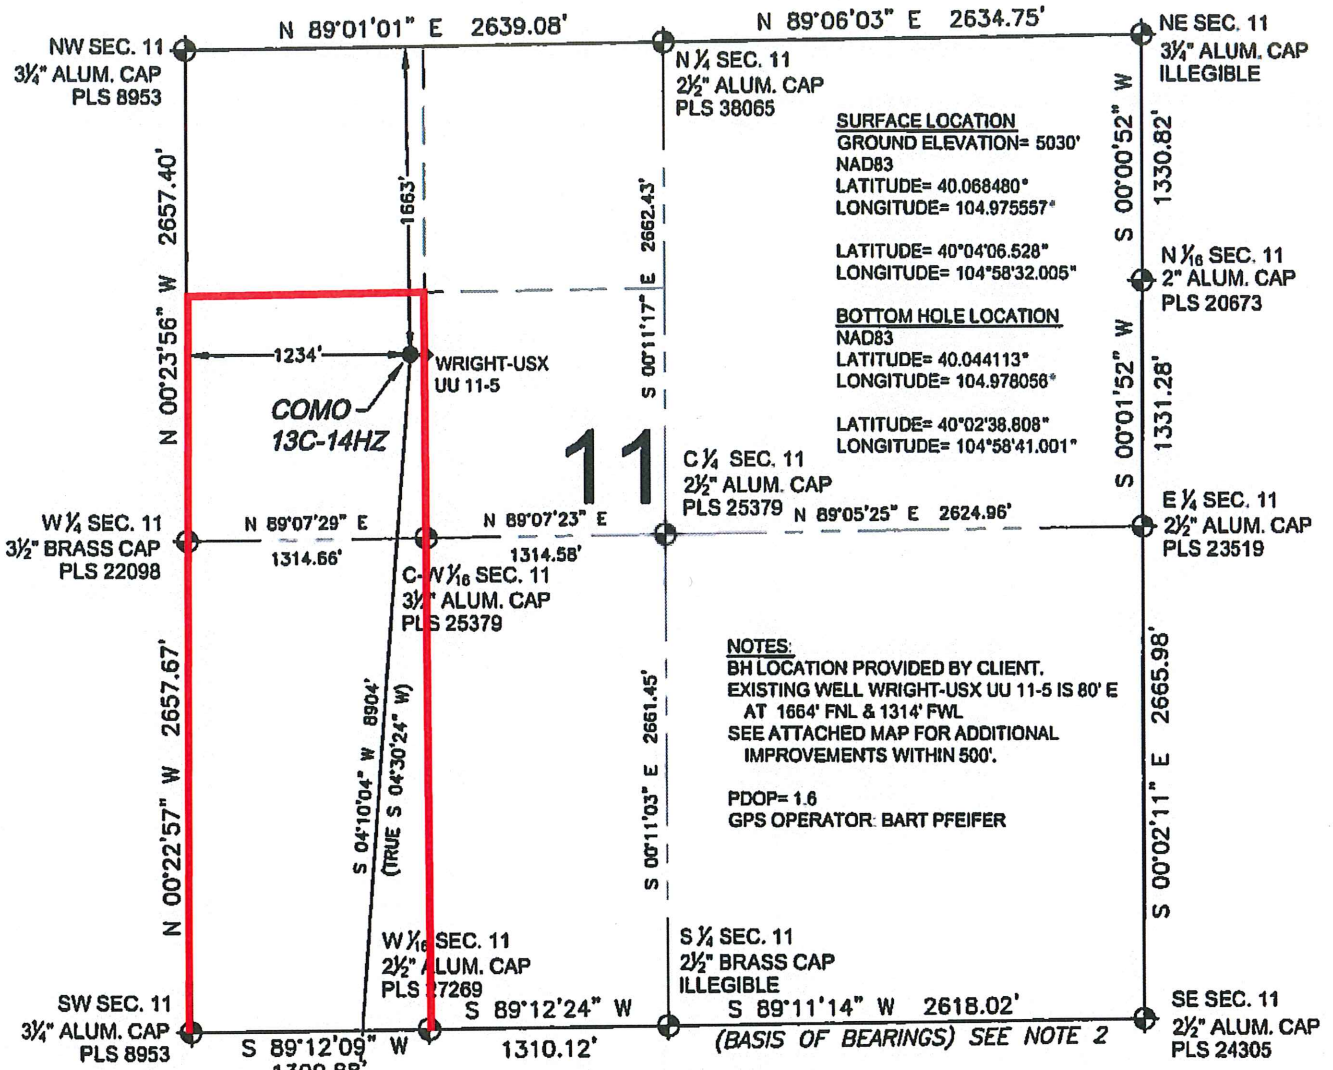 N 89°01'01" E 2639.08'
N 89°06'03" E 2634.75'
NW SEC. 11
3¼" ALUM. CAP
PLS 8953
N ¼ SEC. 11
2½" ALUM. CAP
PLS 38065
NE SEC. 11
3¼" ALUM. CAP
ILLEGIBLE
SURFACE LOCATION
GROUND ELEVATION= 5030'
NAD83
LATITUDE= 40.068480°
LONGITUDE= 104.975557°
LATITUDE= 40°04'06.528"
LONGITUDE= 104°58'32.005"
BOTTOM HOLE LOCATION
NAD83
LATITUDE= 40.044113°
LONGITUDE= 104.978056°
LATITUDE= 40°02'38.808"
LONGITUDE= 104°58'41.001"
S 00°00'52" W
1330.82'
N 1/16 SEC. 11
2" ALUM. CAP
PLS 20673
S 00°01'52" W
1331.28'
N 00°23'56" W 2657.40'
1663'
S 00°11'17" E 2662.43'
1234'
WRIGHT-USX
UU 11-5
COMO
13C-14HZ
11
C ¼ SEC. 11
2½" ALUM. CAP
PLS 25379
W ¼ SEC. 11
3½" BRASS CAP
PLS 22098
N 89°07'29" E
1314.66'
N 89°07'23" E
1314.58'
N 89°05'25" E 2624.96'
E ¼ SEC. 11
2½" ALUM. CAP
PLS 23519
C-W 1/16 SEC. 11
3½" ALUM. CAP
PLS 25379
NOTES:
BH LOCATION PROVIDED BY CLIENT.
EXISTING WELL WRIGHT-USX UU 11-5 IS 80' E
AT 1664' FNL & 1314' FWL
SEE ATTACHED MAP FOR ADDITIONAL
IMPROVEMENTS WITHIN 500'.
PDOP= 1.6
GPS OPERATOR: BART PFEIFER
N 00°22'57" W 2657.67'
S 04°10'04" W 8904'
(TRUE S 04°30'24" W)
S 00°11'03" E 2661.45'
S 00°02'11" E 2665.98'
W 1/16 SEC. 11
2½" ALUM. CAP
PLS 27269
S ¼ SEC. 11
2½" BRASS CAP
ILLEGIBLE
SW SEC. 11
3¼" ALUM. CAP
PLS 8953
S 89°12'09" W
S 89°12'24" W
1310.12'
S 89°11'14" W 2618.02'
(BASIS OF BEARINGS) SEE NOTE 2
SE SEC. 11
2½" ALUM. CAP
PLS 24305